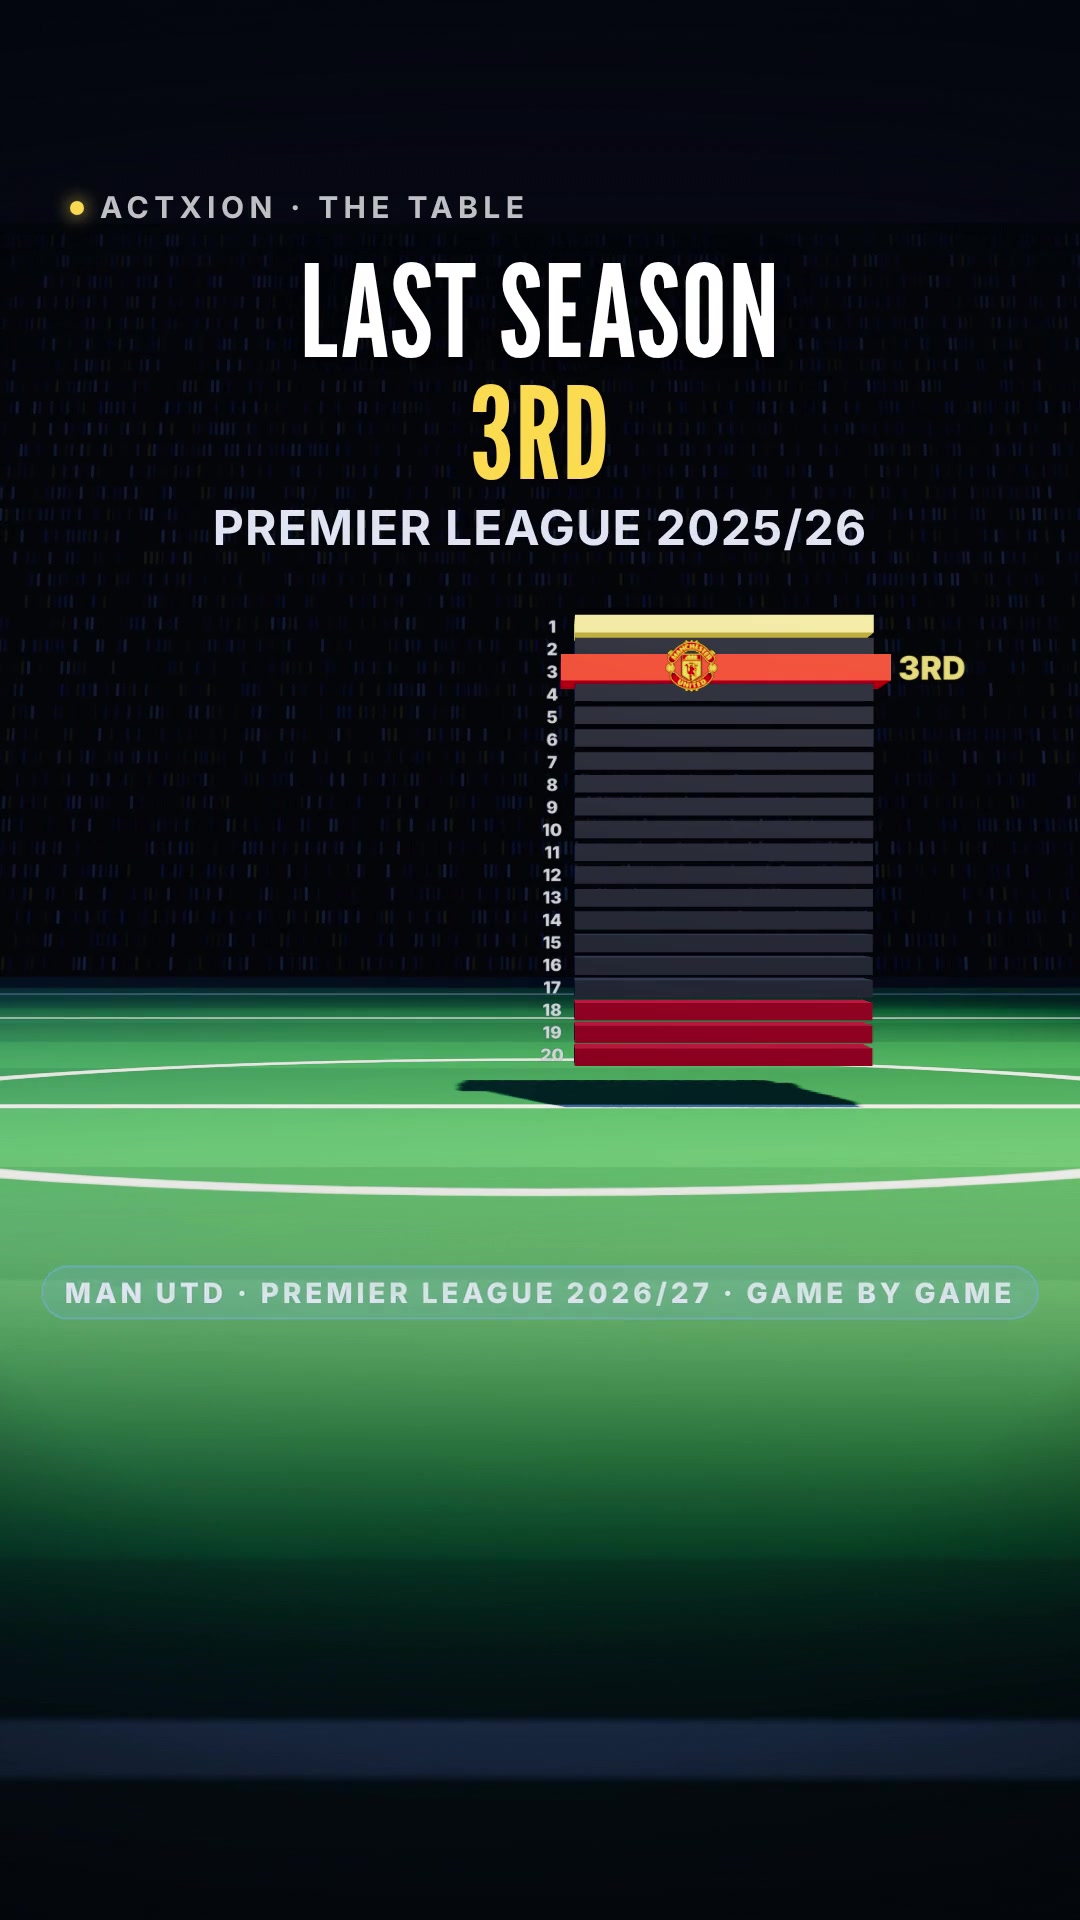 ACTXION · THE TABLE
LAST SEASON
3RD
PREMIER LEAGUE 2025/26
1
2
MANCHESTER
UNITED
3
3RD
4
5
6
7
8
9
10
11
12
13
14
15
16
17
18
19
20
MAN UTD · PREMIER LEAGUE 2026/27 · GAME BY GAME